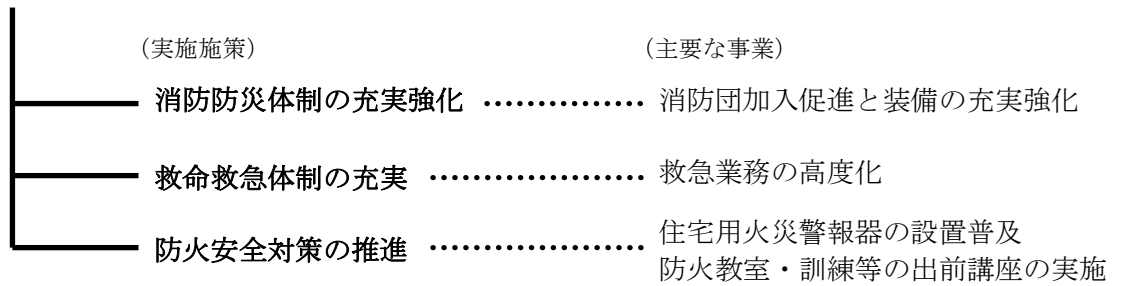 （実施施策） （主要な事業）
消防防災体制の充実強化 …………… 消防団加入促進と装備の充実強化
救命救急体制の充実 ………………… 救急業務の高度化
防火安全対策の推進 ………………… 住宅用火災警報器の設置普及
防火教室・訓練等の出前講座の実施